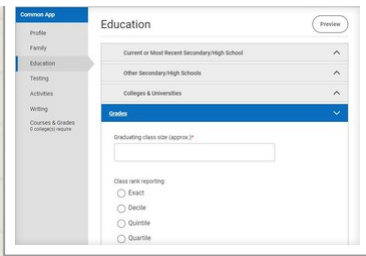 Common App
Profile
Family
Education
Testing
Activities
Writing
Courses & Grades
0 college(s) require
Education
Preview
Current or Most Recent Secondary/High School
Other Secondary/High Schools
Colleges & Universities
Grades
Graduating class size (approx.)*
Class rank reporting
Exact
Decile
Quintile
Quartile